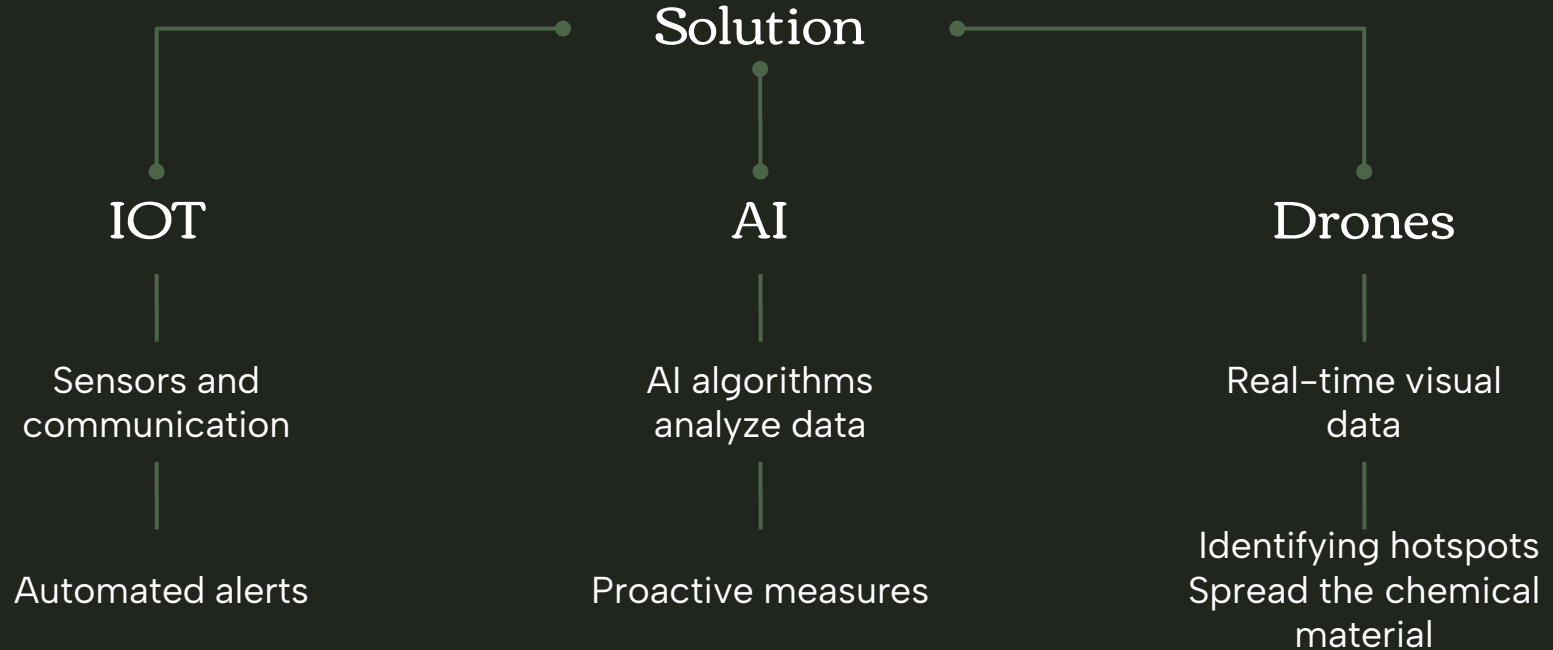 Solution
IOT
AI
Drones
Sensors and
communication
AI algorithms
analyze data
Real-time visual
data
Automated alerts
Proactive measures
Identifying hotspots
Spread the chemical
material